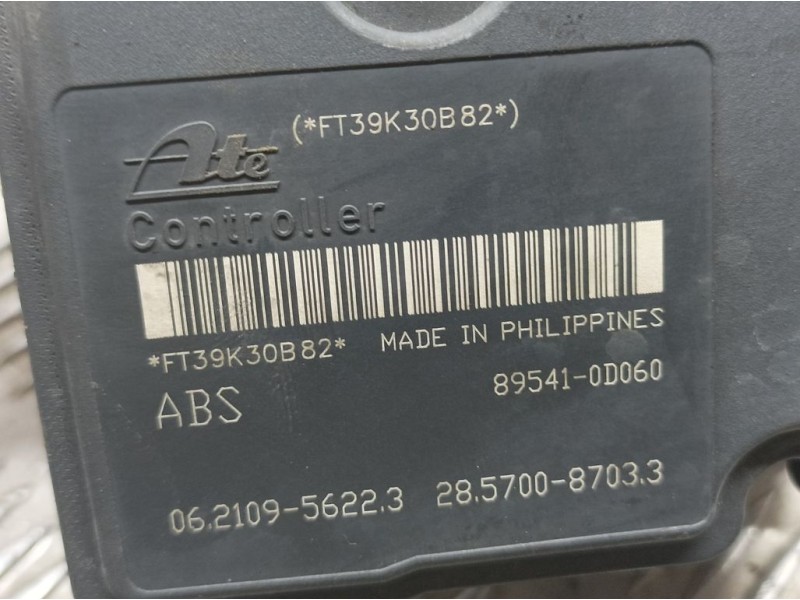 (*FT39K30B82*)
Ate
Controller
*FT39K30B82* MADE IN PHILIPPINES
ABS 89541-0D060
06.2109-5622.3 28.5700-8703.3